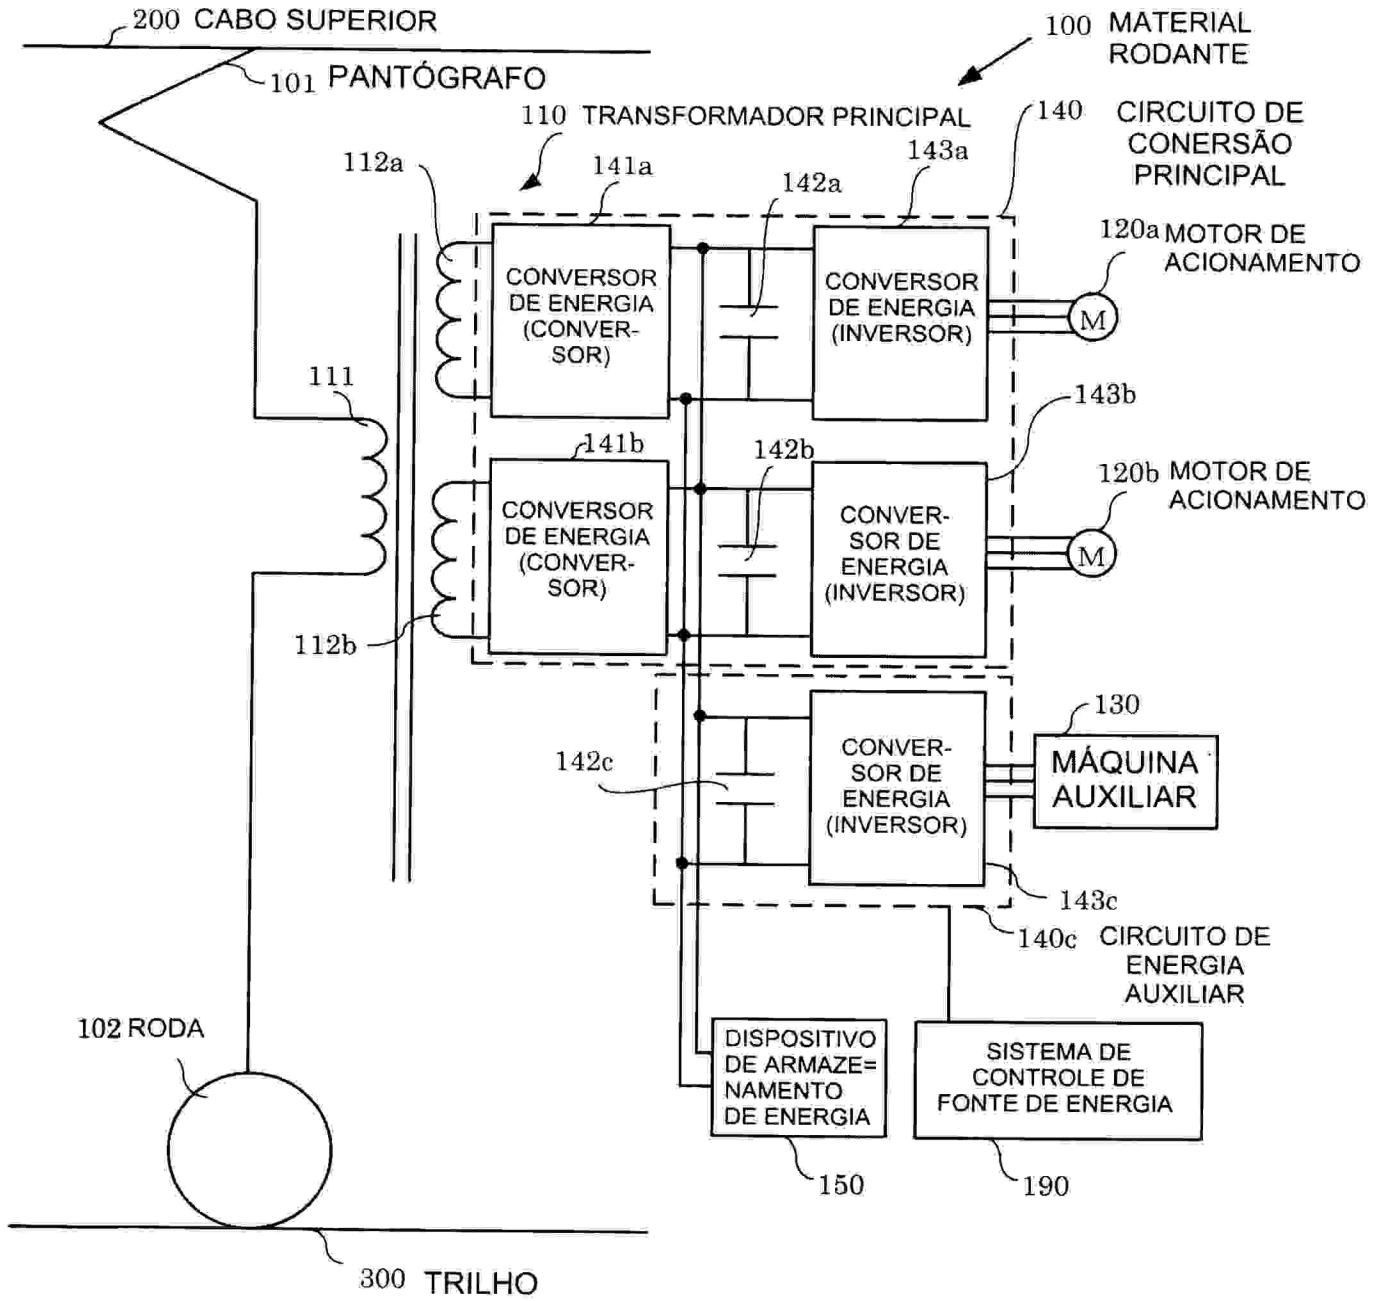 200 CABO SUPERIOR
101 PANTÓGRAFO
100 MATERIAL
RODANTE
110 TRANSFORMADOR PRINCIPAL
140 CIRCUITO DE
CONERSÃO
PRINCIPAL
112a
141a
142a
143a
120a MOTOR DE
ACIONAMENTO
CONVERSOR
DE ENERGIA
(CONVER-
SOR)
CONVERSOR
DE ENERGIA
(INVERSOR)
M
111
143b
141b
142b
120b MOTOR DE
ACIONAMENTO
CONVERSOR
DE ENERGIA
(CONVER-
SOR)
CONVER-
SOR DE
ENERGIA
(INVERSOR)
M
112b
130
142c
CONVER-
SOR DE
ENERGIA
(INVERSOR)
MÁQUINA
AUXILIAR
143c
140c CIRCUITO DE
ENERGIA
AUXILIAR
102 RODA
DISPOSITIVO
DE ARMAZE=
NAMENTO
DE ENERGIA
SISTEMA DE
CONTROLE DE
FONTE DE ENERGIA
150
190
300 TRILHO